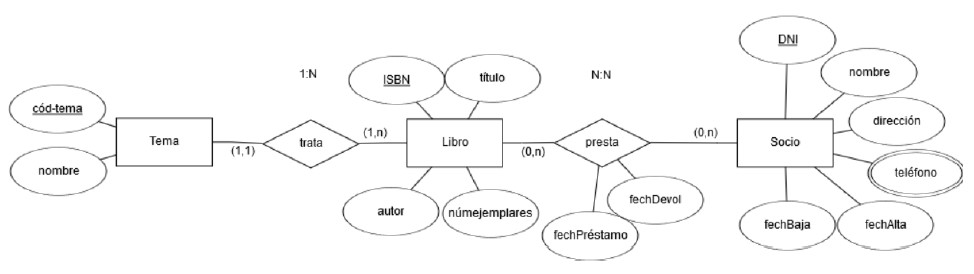 DNI
1:N
ISBN
título
N:N
nombre
cód-tema
dirección
Tema
(1,1)
trata
(1,n)
Libro
(0,n)
presta
(0,n)
Socio
nombre
teléfono
fechDevol
autor
númejemplares
fechPréstamo
fechBaja
fechAlta